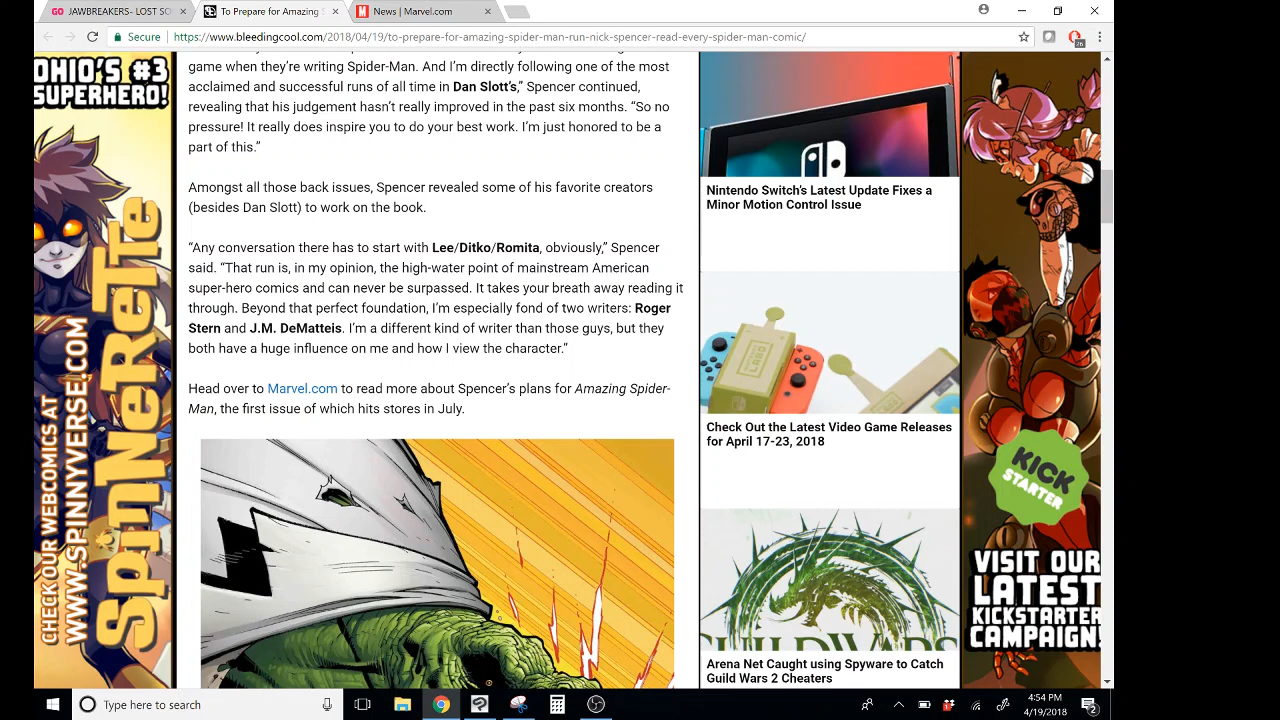 JAWBREAKERS- LOST SO
To Prepare for Amazing S
News | Marvel.com
Secure
https://www.bleedingcool.com/2018/04/19/to-prepare-for-amazing-spider-man-run-nick-spencer-read-every-spider-man-comic/
game when they're writing Spider-Man. And I'm directly following one of the most
acclaimed and successful runs of all time in Dan Slott's," Spencer continued,
revealing that his judgement hasn't really improved in the past six months. "So no
pressure! It really does inspire you to do your best work. I'm just honored to be a
part of this."
Amongst all those back issues, Spencer revealed some of his favorite creators
(besides Dan Slott) to work on the book.
"Any conversation there has to start with Lee/Ditko/Romita, obviously," Spencer
said. "That run is, in my opinion, the high-water point of mainstream American
super-hero comics and can never be surpassed. It takes your breath away reading it
through. Beyond that perfect foundation, I'm especially fond of two writers: Roger
Stern and J.M. DeMatteis. I'm a different kind of writer than those guys, but they
both have a huge influence on me and how I view the character."
Head over to Marvel.com to read more about Spencer's plans for Amazing Spider-
Man, the first issue of which hits stores in July.
OHIO'S #3
SUPERHERO!
CHECK OUR WEBCOMICS AT
WWW.SPINNYVERSE.COM
SpiNNeReTTe
Nintendo Switch's Latest Update Fixes a
Minor Motion Control Issue
LABO
Check Out the Latest Video Game Releases
for April 17-23, 2018
GUILD WARS
Arena Net Caught using Spyware to Catch
Guild Wars 2 Cheaters
KICK
STARTER
VISIT OUR
LATEST
KICKSTARTER
CAMPAIGN!
Type here to search
4:54 PM
4/19/2018